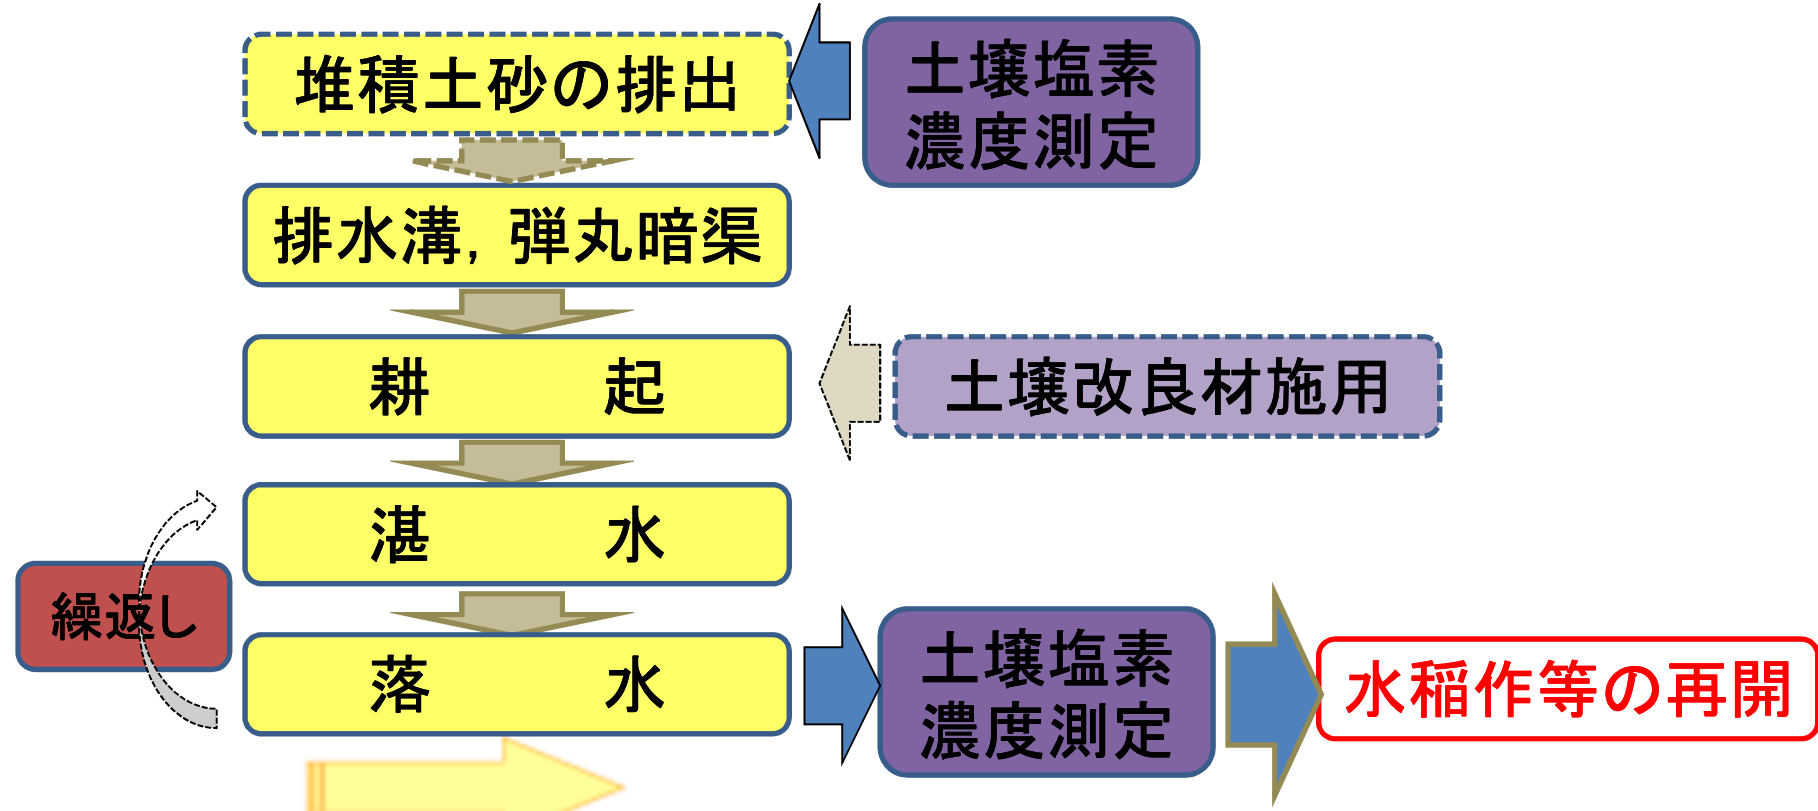 堆積土砂の排出
土壌塩素
濃度測定
排水溝，弾丸暗渠
耕　起
土壌改良材施用
湛　水
繰返し
落　水
土壌塩素
濃度測定
水稲作等の再開